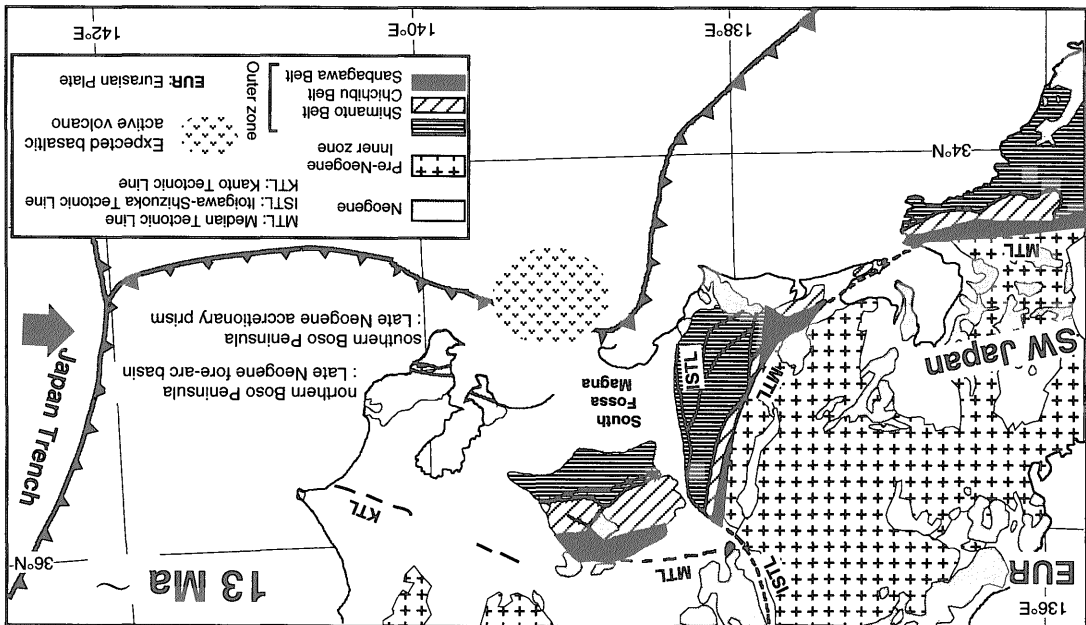 136°E
EUR
ISTL
MTL
13 Ma ~
36°N
KTL
Japan Trench
SW Japan
MTL
ISTL
South
Fossa
Magna
northern Boso Peninsula
: Late Neogene fore-arc basin
southern Boso Peninsula
: Late Neogene accretionary prism
MTL
34°N
Neogene
MTL: Median Tectonic Line
ISTL: Itoigawa-Shizuoka Tectonic Line
KTL: Kanto Tectonic Line
Pre-Neogene
Inner zone
Shimanto Belt
Chichibu Belt
Sanbagawa Belt
Outer zone
Expected basaltic
active volcano
EUR: Eurasian Plate
138°E
140°E
142°E